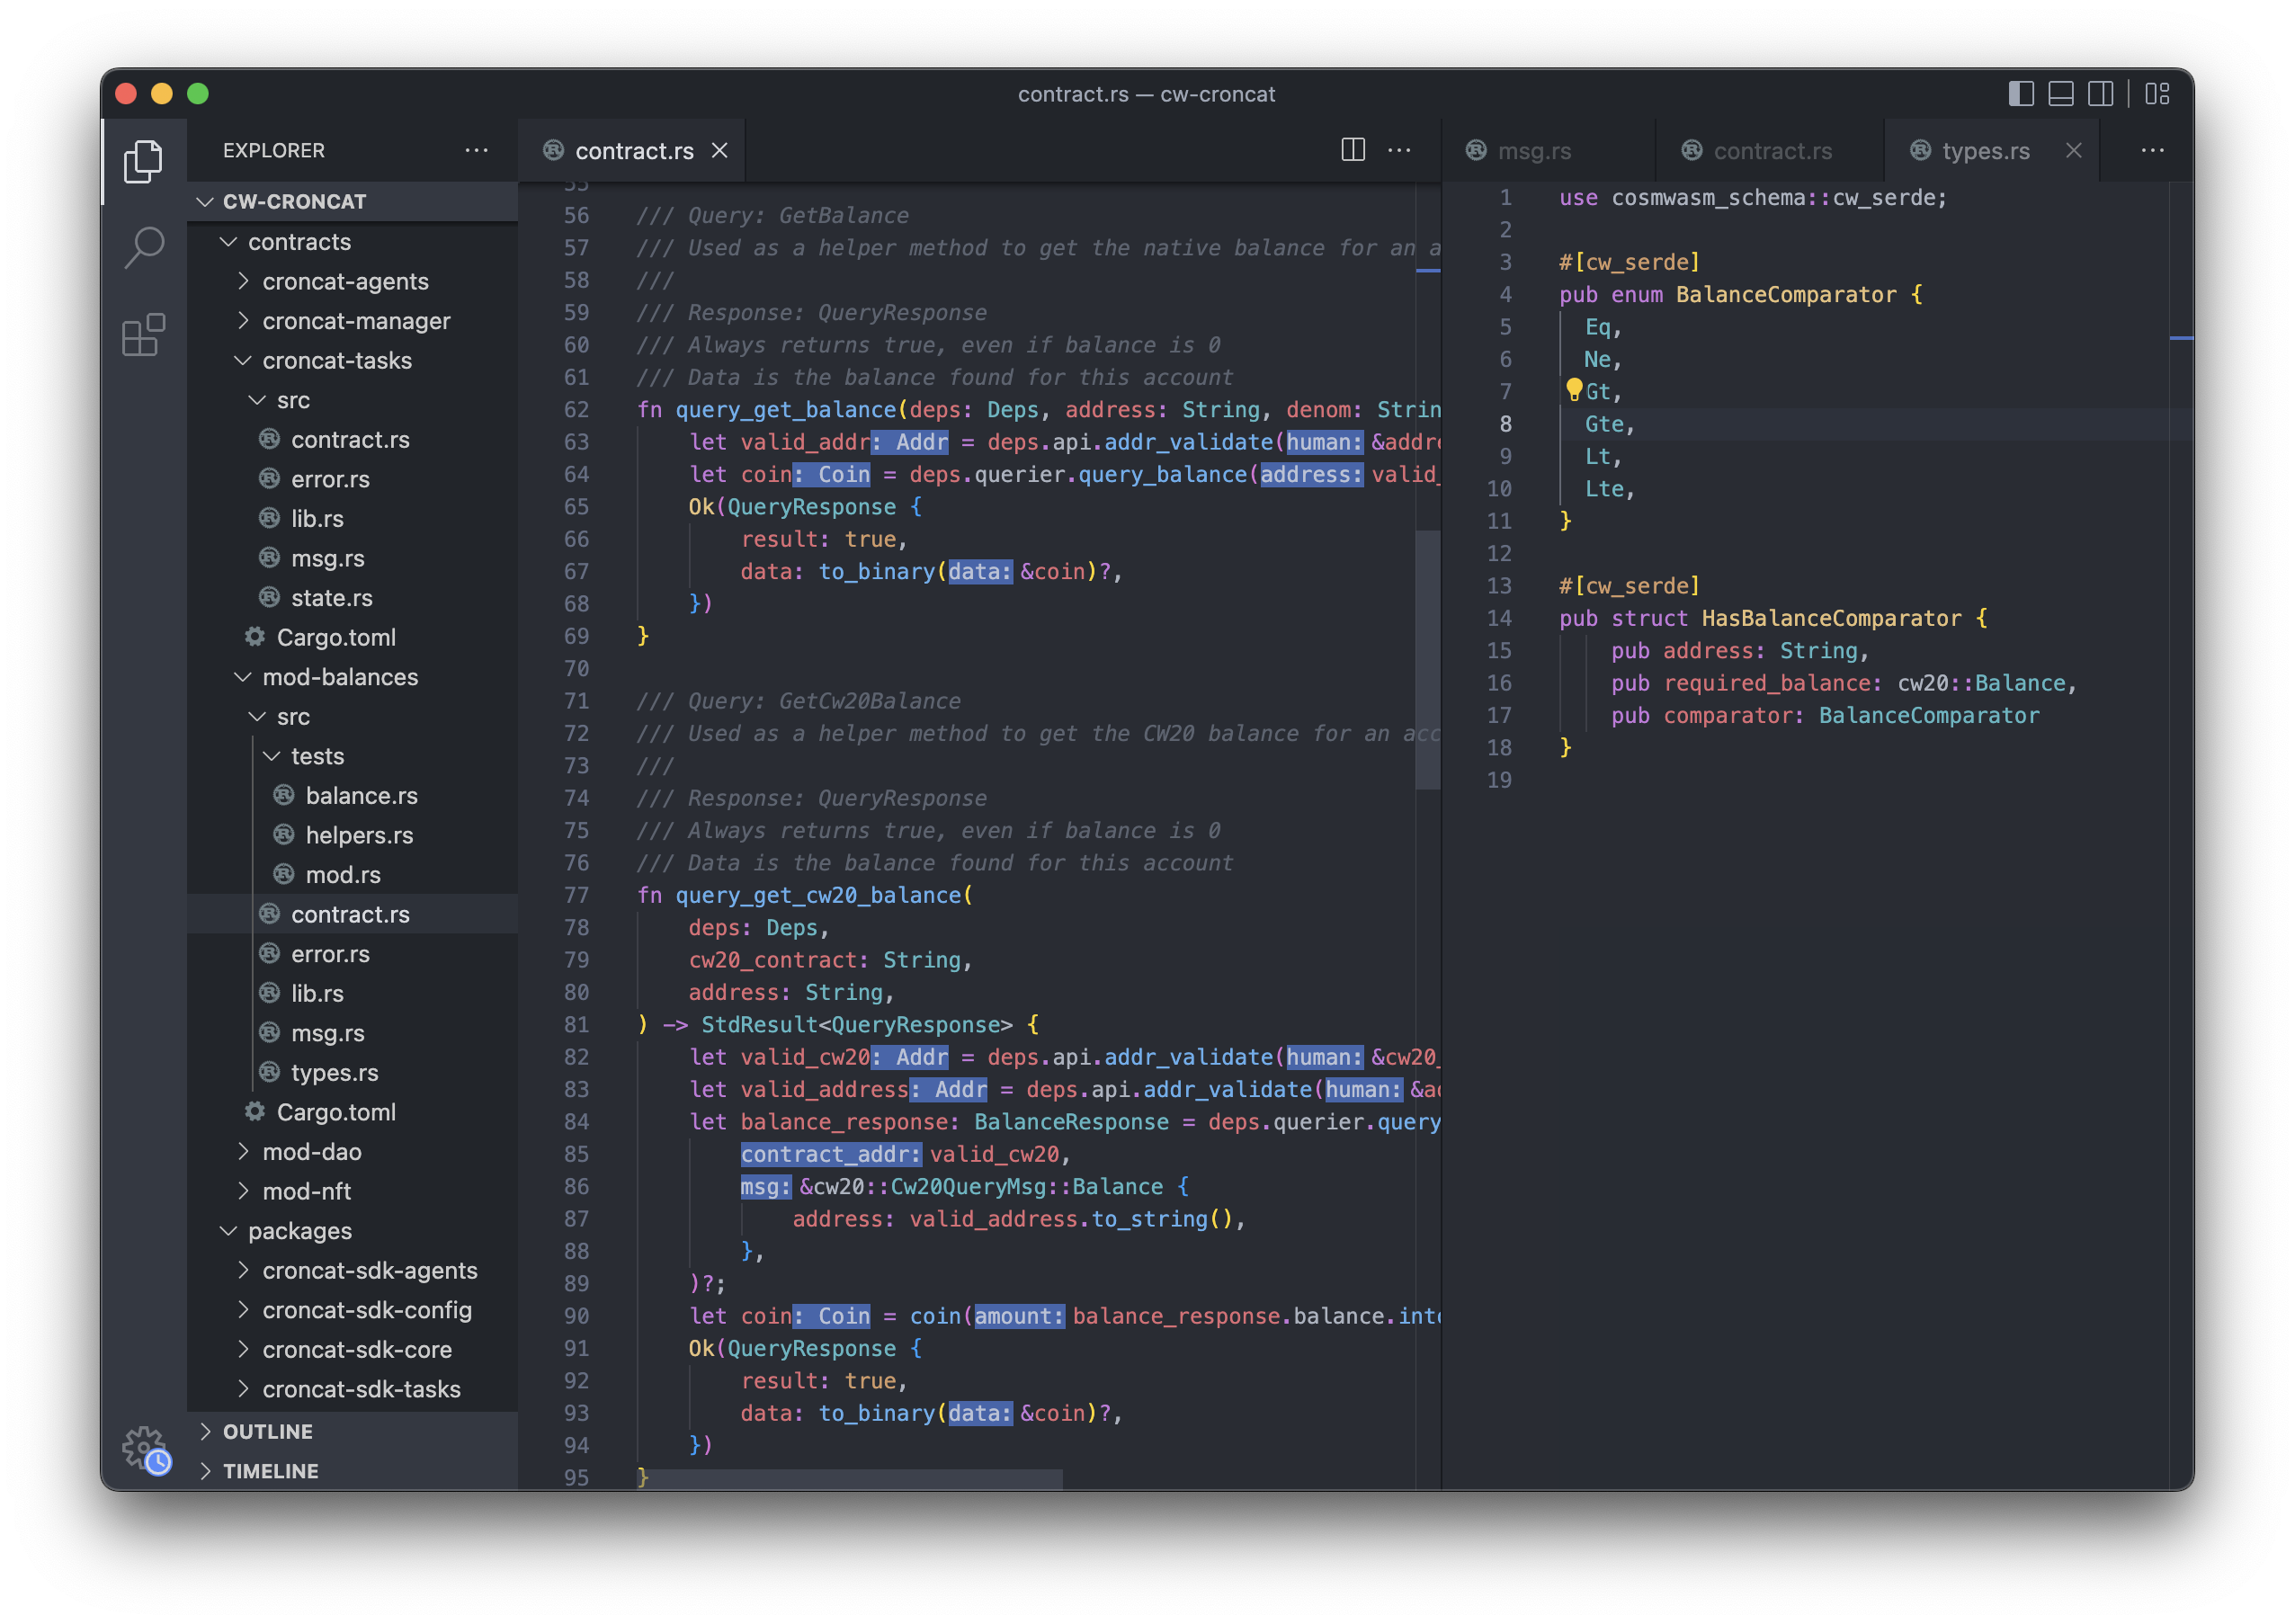 contract.rs — cw-croncat
EXPLORER
CW-CRONCAT
contracts
croncat-agents
croncat-manager
croncat-tasks
src
contract.rs
error.rs
lib.rs
msg.rs
state.rs
Cargo.toml
mod-balances
src
tests
balance.rs
helpers.rs
mod.rs
contract.rs
error.rs
lib.rs
msg.rs
types.rs
Cargo.toml
mod-dao
mod-nft
packages
croncat-sdk-agents
croncat-sdk-config
croncat-sdk-core
croncat-sdk-tasks
OUTLINE
TIMELINE
contract.rs
55
56 /// Query: GetBalance
57 /// Used as a helper method to get the native balance for an a
58 ///
59 /// Response: QueryResponse
60 /// Always returns true, even if balance is 0
61 /// Data is the balance found for this account
62 fn query_get_balance(deps: Deps, address: String, denom: Strin
63 let valid_addr: Addr = deps.api.addr_validate(human: &addre
64 let coin: Coin = deps.querier.query_balance(address: valid_
65 Ok(QueryResponse {
66 result: true,
67 data: to_binary(data: &coin)?,
68 })
69 }
70
71 /// Query: GetCw20Balance
72 /// Used as a helper method to get the CW20 balance for an acc
73 ///
74 /// Response: QueryResponse
75 /// Always returns true, even if balance is 0
76 /// Data is the balance found for this account
77 fn query_get_cw20_balance(
78 deps: Deps,
79 cw20_contract: String,
80 address: String,
81 ) -> StdResult<QueryResponse> {
82 let valid_cw20: Addr = deps.api.addr_validate(human: &cw20_
83 let valid_address: Addr = deps.api.addr_validate(human: &ad
84 let balance_response: BalanceResponse = deps.querier.query
85 contract_addr: valid_cw20,
86 msg: &cw20::Cw20QueryMsg::Balance {
87 address: valid_address.to_string(),
88 },
89 )?;
90 let coin: Coin = coin(amount: balance_response.balance.into
91 Ok(QueryResponse {
92 result: true,
93 data: to_binary(data: &coin)?,
94 })
95 }
msg.rs
contract.rs
types.rs
1 use cosmwasm_schema::cw_serde;
2
3 #[cw_serde]
4 pub enum BalanceComparator {
5 Eq,
6 Ne,
7 Gt,
8 Gte,
9 Lt,
10 Lte,
11 }
12
13 #[cw_serde]
14 pub struct HasBalanceComparator {
15 pub address: String,
16 pub required_balance: cw20::Balance,
17 pub comparator: BalanceComparator
18 }
19